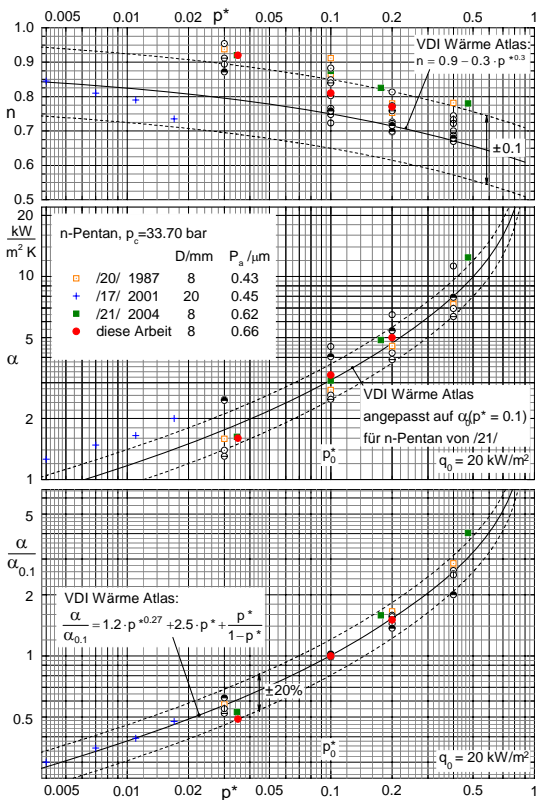 0.005 0.01 0.02 p* 0.05 0.1 0.2 0.5 1
1.0
0.9
0.8
n
0.7
0.6
0.5
VDI Wärme Atlas:
n = 0.9 − 0.3 · p*^0.3
±0.1
20
kW
m² K
10
5
α
2
1
n-Pentan, p_c=33.70 bar
D/mm P_a /µm
/20/ 1987 8 0.43
/17/ 2001 20 0.45
/21/ 2004 8 0.62
diese Arbeit 8 0.66
VDI Wärme Atlas
angepasst auf α₀(p* = 0.1)
für n-Pentan von /21/
p₀*
q₀ = 20 kW/m²
5
α
α₀.₁
2
1
0.5
VDI Wärme Atlas:
α/α₀.₁ = 1.2 · p*^0.27 + 2.5 · p* + p*/(1−p*)
±20%
p₀*
q₀ = 20 kW/m²
0.005 0.01 0.02 p* 0.05 0.1 0.2 0.5 1